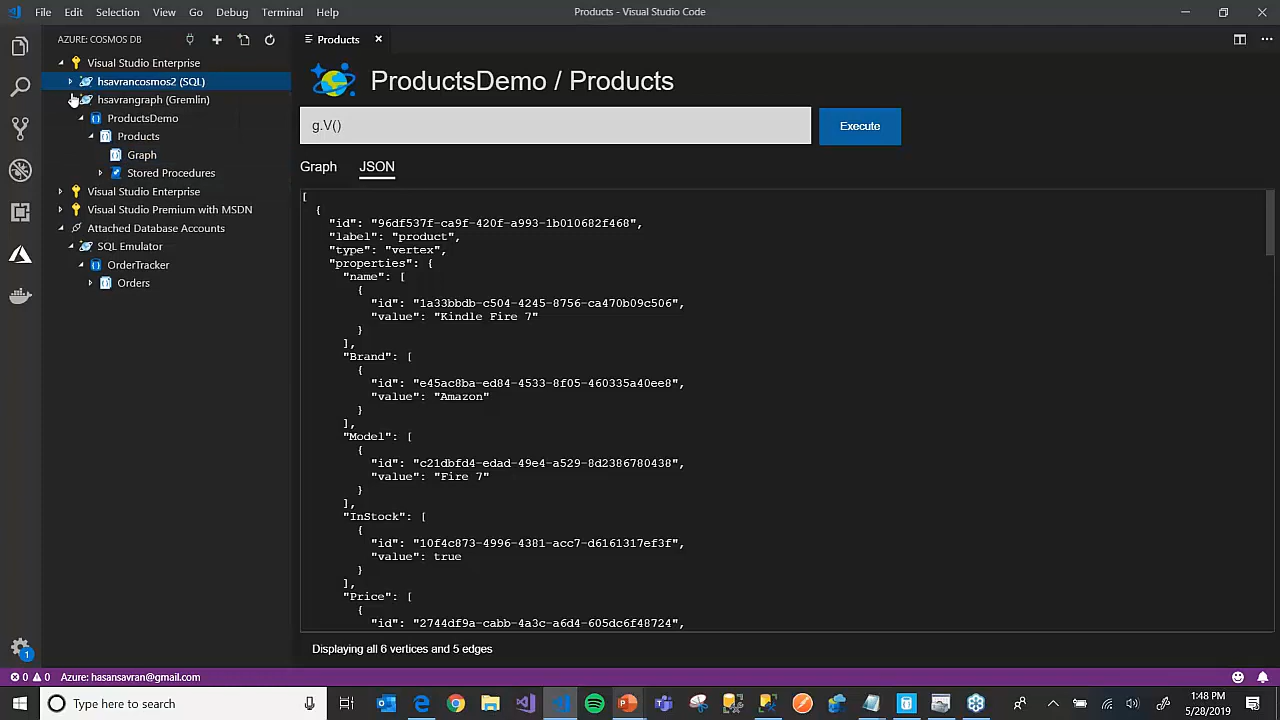 File Edit Selection View Go Debug Terminal Help
Products - Visual Studio Code
AZURE: COSMOS DB
Visual Studio Enterprise
hsavrancosmos2 (SQL)
hsavrangraph (Gremlin)
ProductsDemo
Products
Graph
Stored Procedures
Visual Studio Enterprise
Visual Studio Premium with MSDN
Attached Database Accounts
SQL Emulator
OrderTracker
Orders
Products
ProductsDemo / Products
g.V()
Execute
Graph JSON
[
{
"id": "96df537f-ca9f-420f-a993-1b010682f468",
"label": "product",
"type": "vertex",
"properties": {
"name": [
{
"id": "1a33bbdb-c504-4245-8756-ca470b09c506",
"value": "Kindle Fire 7"
}
],
"Brand": [
{
"id": "e45ac8ba-ed84-4533-8f05-460335a40ee8",
"value": "Amazon"
}
],
"Model": [
{
"id": "c21dbfd4-edad-49e4-a529-8d2386780438",
"value": "Fire 7"
}
],
"InStock": [
{
"id": "10f4c873-4996-4381-acc7-d6161317ef3f",
"value": true
}
],
"Price": [
{
"id": "2744df9a-cabb-4a3c-a6d4-605dc6f48724",
Displaying all 6 vertices and 5 edges
1
0 0 Azure: hasansavran@gmail.com
Type here to search
1:48 PM
5/28/2019